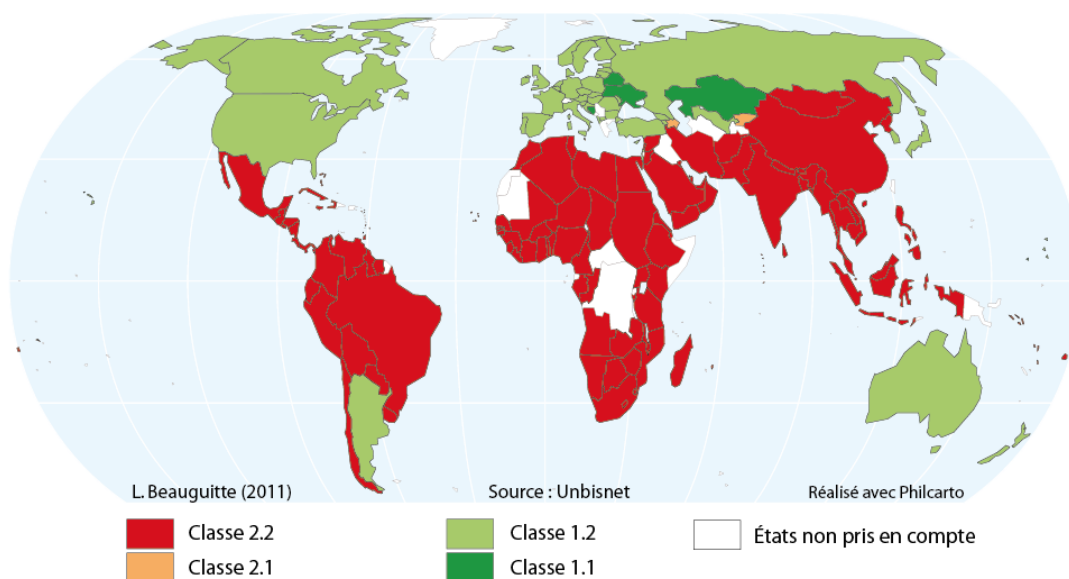 L. Beauguitte (2011) Source : Unbisnet Réalisé avec Philcarto
Classe 2.2 Classe 1.2 États non pris en compte
Classe 2.1 Classe 1.1